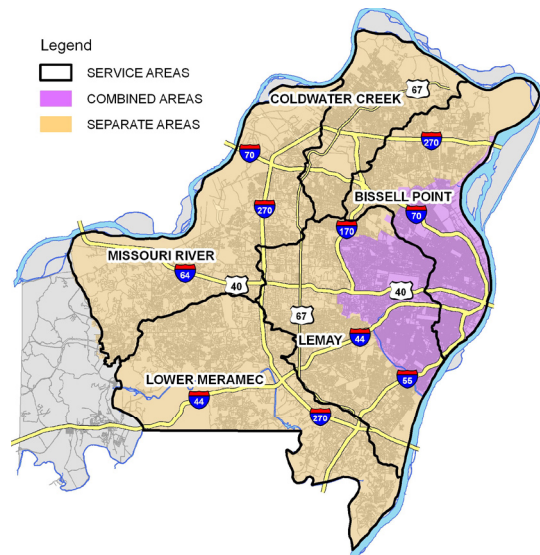 Legend
SERVICE AREAS
COMBINED AREAS
SEPARATE AREAS
67
COLDWATER CREEK
270
70
BISSELL POINT
270
70
170
MISSOURI RIVER
64
40
40
67
LEMAY
44
LOWER MERAMEC
55
44
270